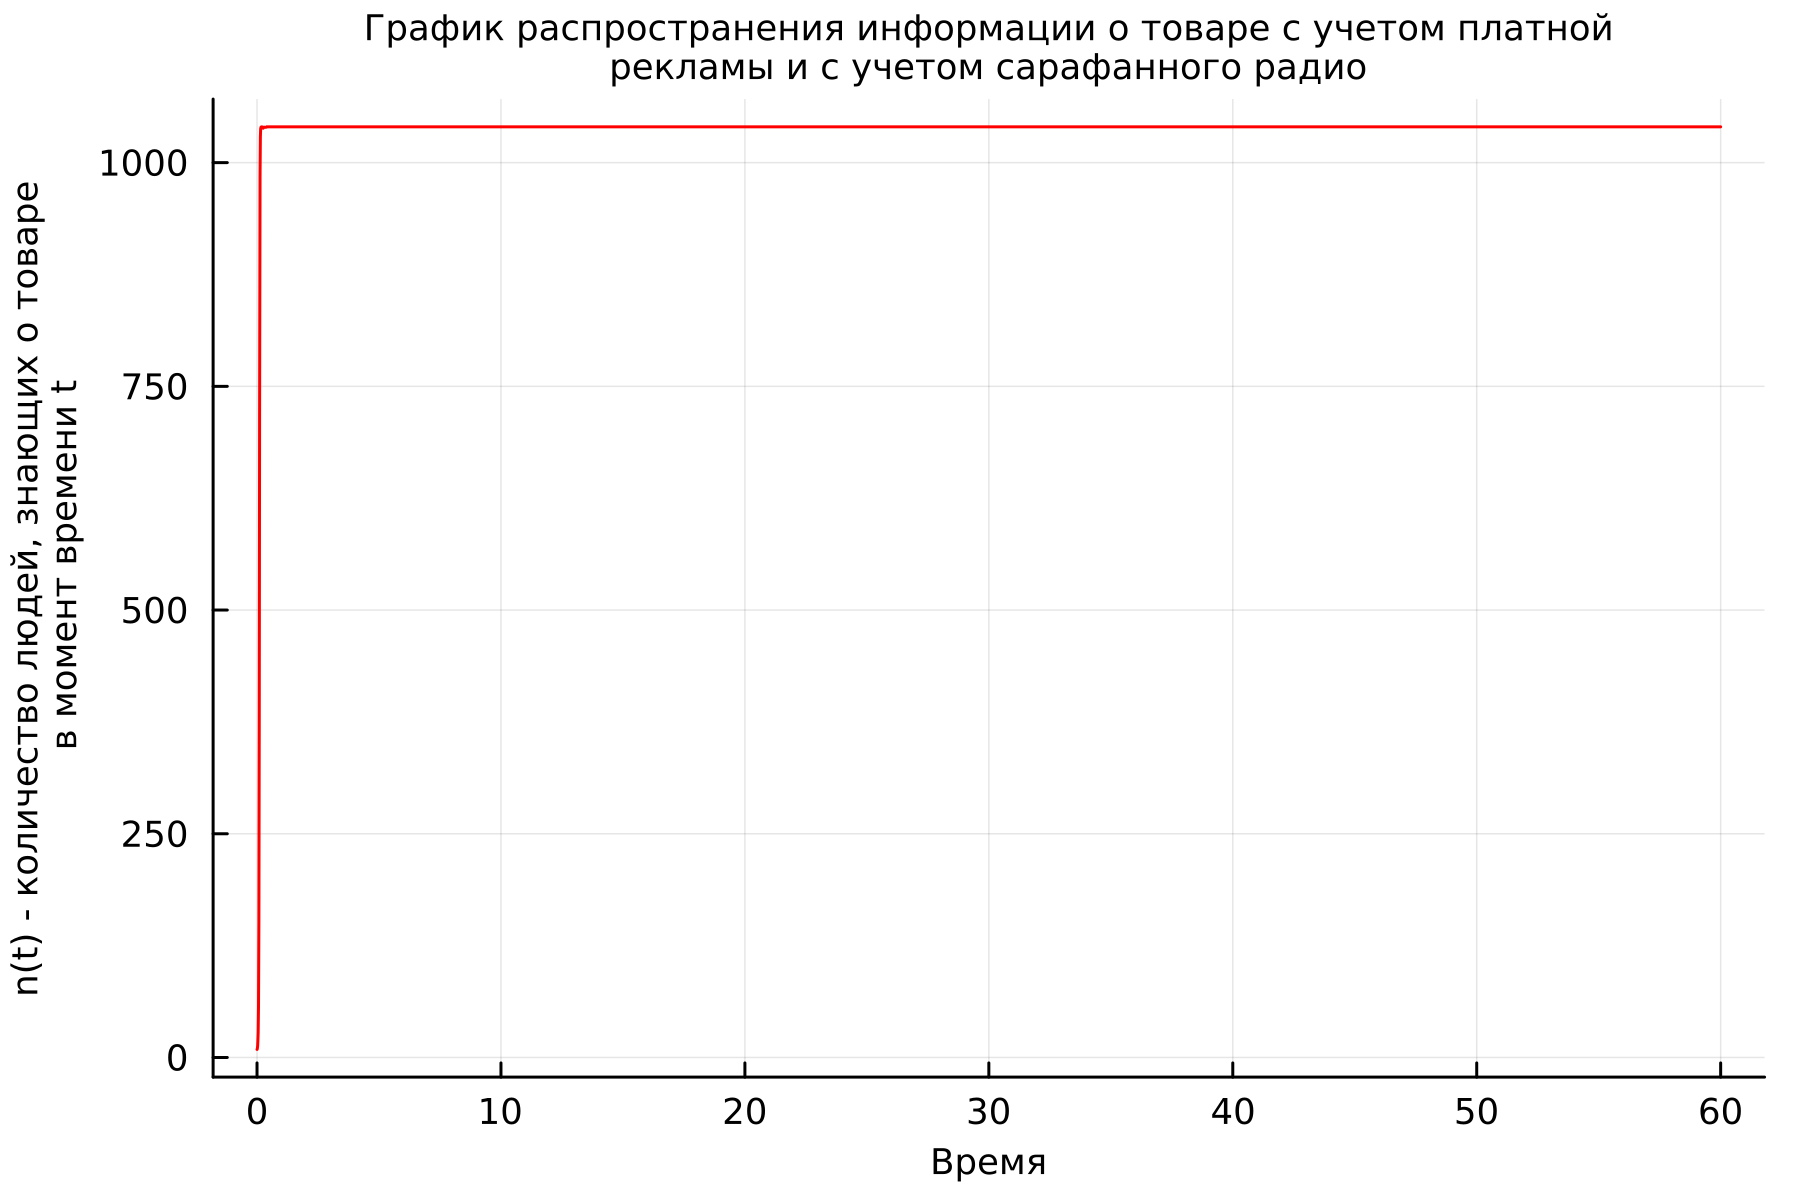 График распространения информации о товаре с учетом платной
рекламы и с учетом сарафанного радио
n(t) - количество людей, знающих о товаре
в момент времени t
1000
750
500
250
0
0 10 20 30 40 50 60
Время